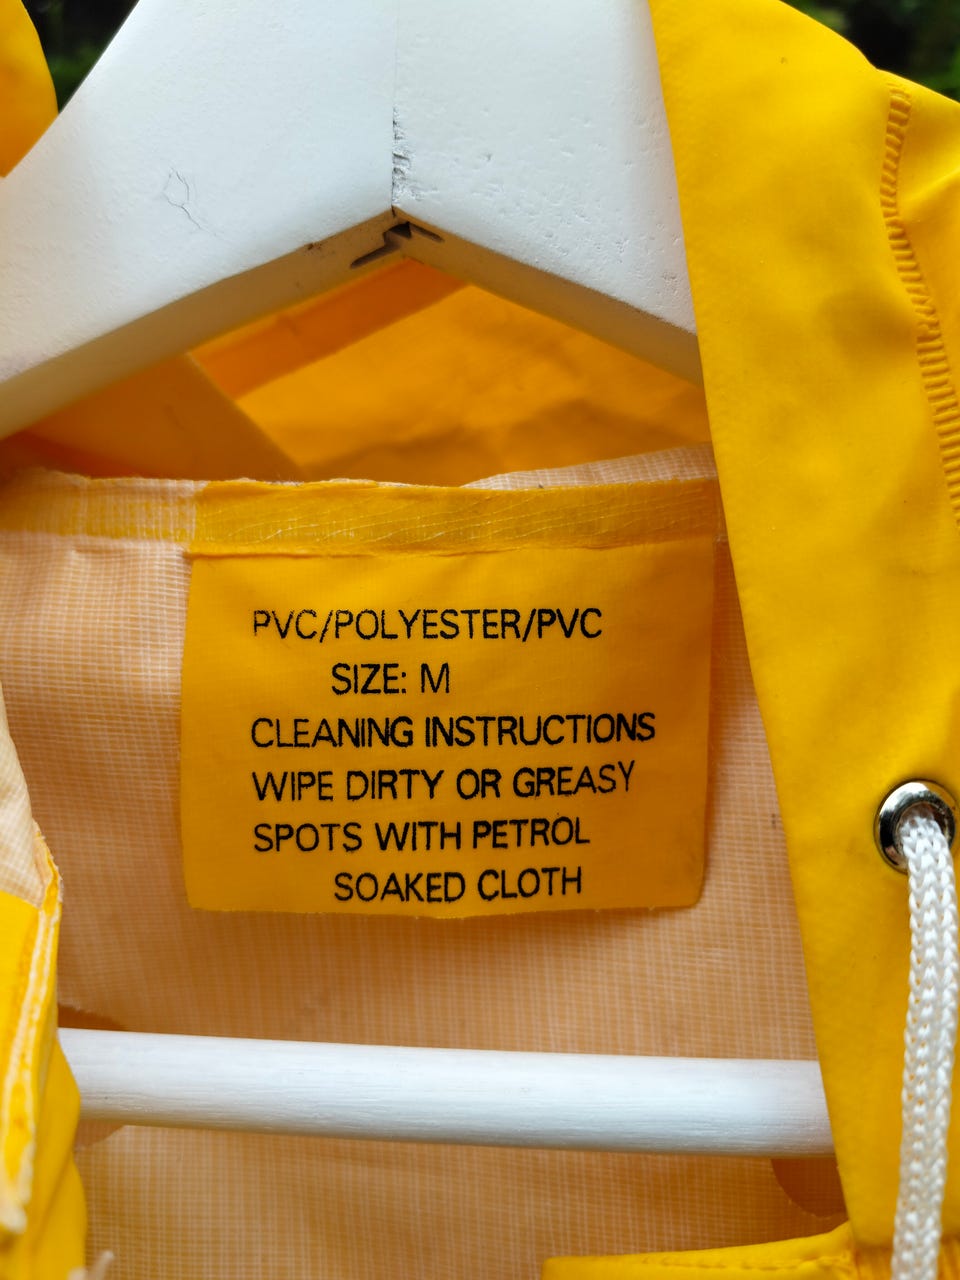 PVC/POLYESTER/PVC
SIZE: M
CLEANING INSTRUCTIONS
WIPE DIRTY OR GREASY
SPOTS WITH PETROL
SOAKED CLOTH